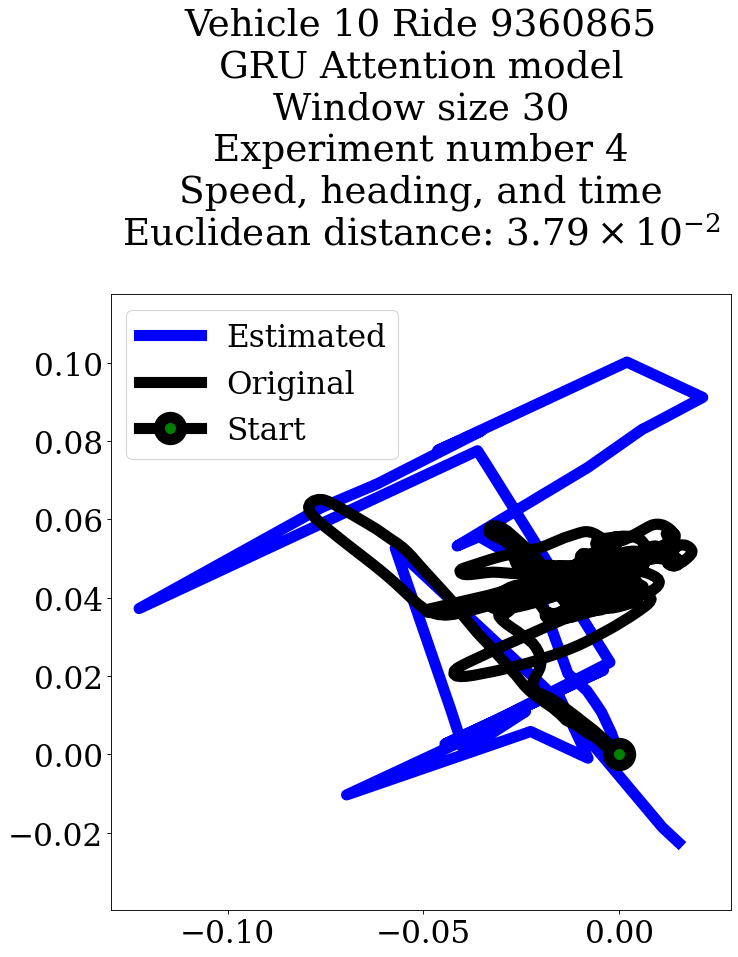 Vehicle 10 Ride 9360865
GRU Attention model
Window size 30
Experiment number 4
Speed, heading, and time
Euclidean distance: 3.79 × 10⁻²
Estimated
Original
Start
0.10
0.08
0.06
0.04
0.02
0.00
−0.02
−0.10
−0.05
0.00